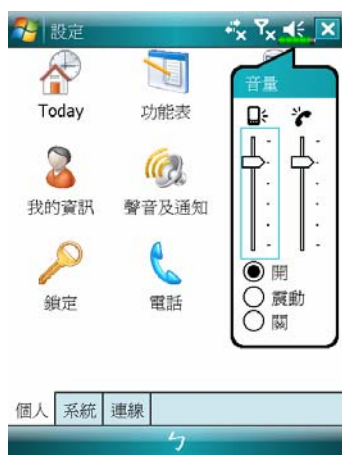 設定
音量
Today
功能表
我的資訊
聲音及通知
開
震動
關
鎖定
電話
個人 系統 連線
ㄅ